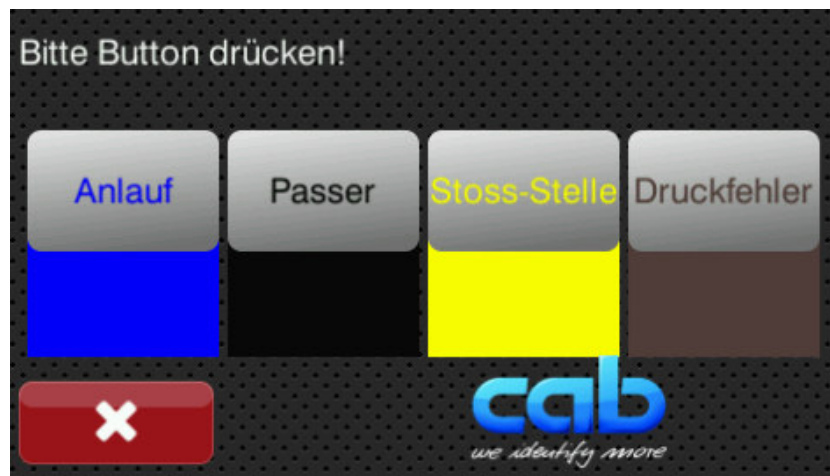 Bitte Button drücken!
Anlauf Passer Stoss-Stelle Druckfehler
cab
we identify more